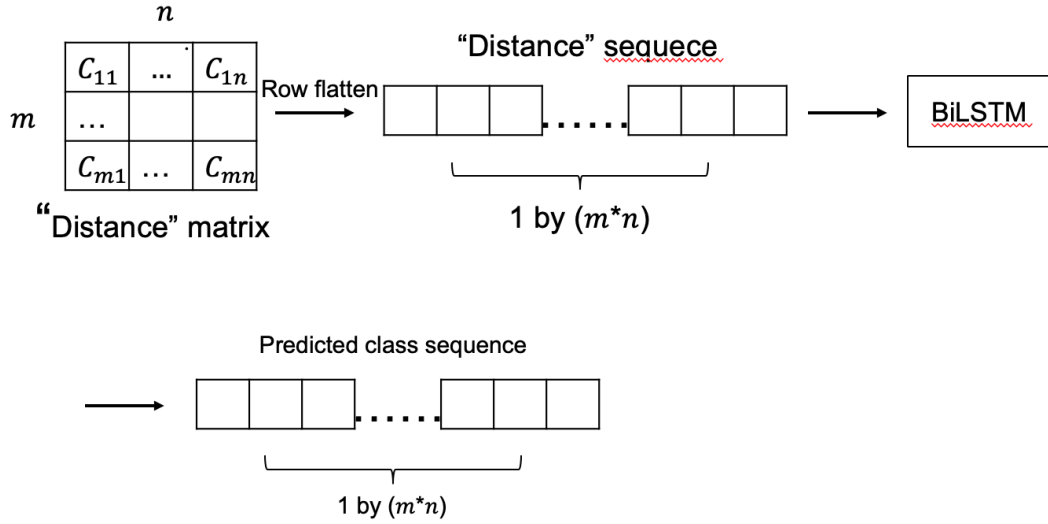 n
C11 ... C1n
m
...
Cm1 ... Cmn
“Distance” matrix
Row flatten
“Distance” sequece
......
1 by (m*n)
BiLSTM
Predicted class sequence
......
1 by (m*n)